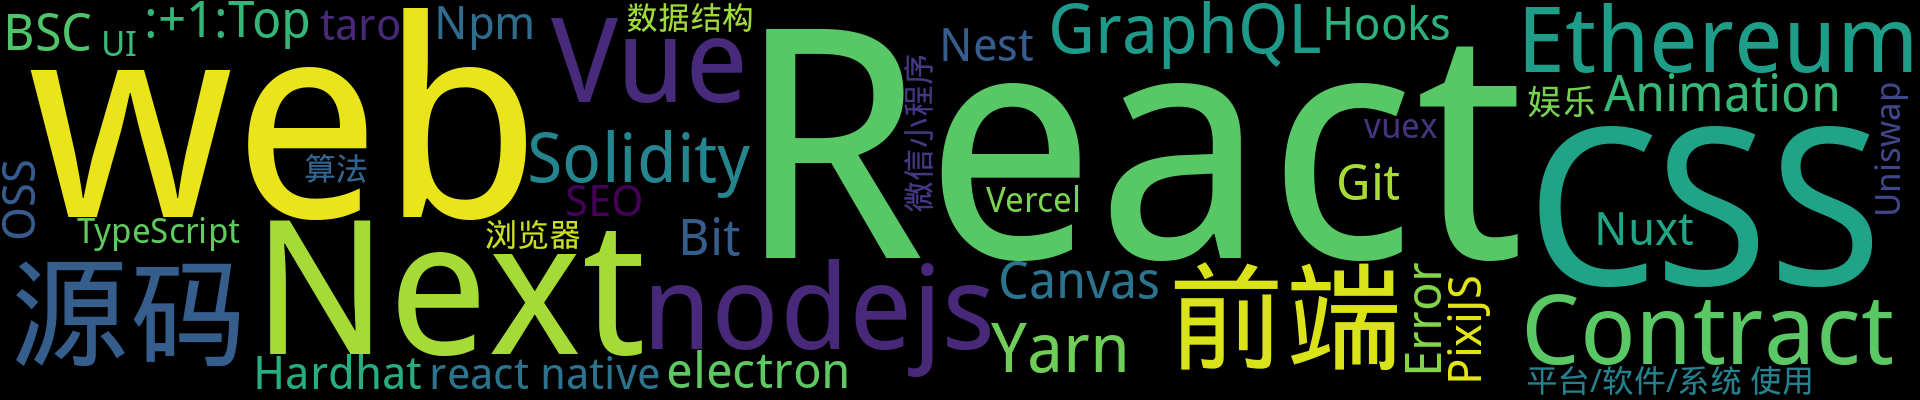 BSC
UI
:+1:Top
taro
Npm
Vue
数据结构
Nest
GraphQL
Hooks
Ethereum
web
React
微信小程序
娱乐
Animation
Uniswap
vuex
CSS
Solidity
算法
OSS
SEO
Vercel
Git
TypeScript
浏览器
Bit
Nuxt
源码
Next
nodejs
Canvas
前端
Error
PixiJS
Contract
Yarn
Hardhat
react native
electron
平台/软件/系统 使用